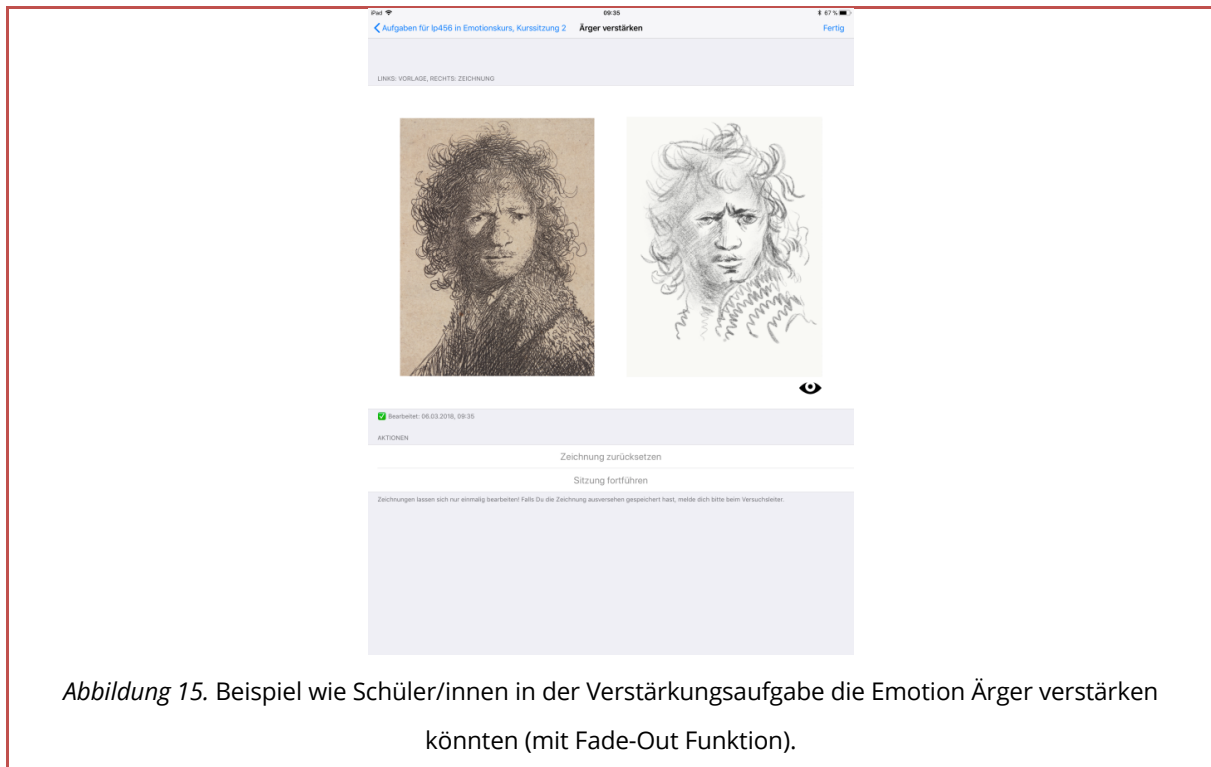 iPad 09:35 67 %
Aufgaben für lp456 in Emotionskurs, Kurssitzung 2 Ärger verstärken Fertig
LINKS: VORLAGE, RECHTS: ZEICHNUNG
Bearbeitet: 06.03.2018, 09:35
AKTIONEN
Zeichnung zurücksetzen
Sitzung fortführen
Zeichnungen lassen sich nur einmalig bearbeiten! Falls Du die Zeichnung ausversehen gespeichert hast, melde dich bitte beim Versuchsleiter.
Abbildung 15. Beispiel wie Schüler/innen in der Verstärkungsaufgabe die Emotion Ärger verstärken
könnten (mit Fade-Out Funktion).